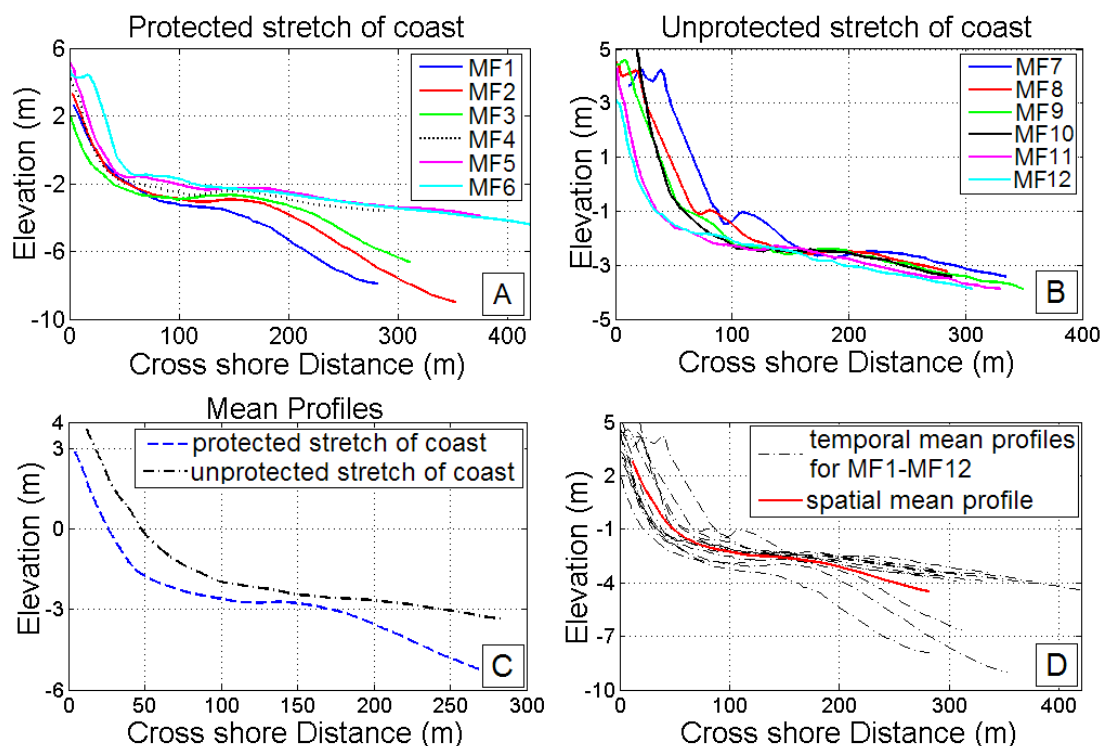 Protected stretch of coast
6
2
-2
-6
-10
Elevation (m)
MF1
MF2
MF3
MF4
MF5
MF6
A
0 100 200 300 400
Cross shore Distance (m)
Unprotected stretch of coast
5
3
1
-1
-3
-5
Elevation (m)
MF7
MF8
MF9
MF10
MF11
MF12
B
0 100 200 300 400
Cross shore Distance (m)
Mean Profiles
4
3
0
-3
-6
Elevation (m)
protected stretch of coast
unprotected stretch of coast
C
0 50 100 150 200 250 300
Cross shore Distance (m)
5
2
-1
-4
-7
-10
Elevation (m)
temporal mean profiles
for MF1-MF12
spatial mean profile
D
0 100 200 300 400
Cross shore Distance (m)